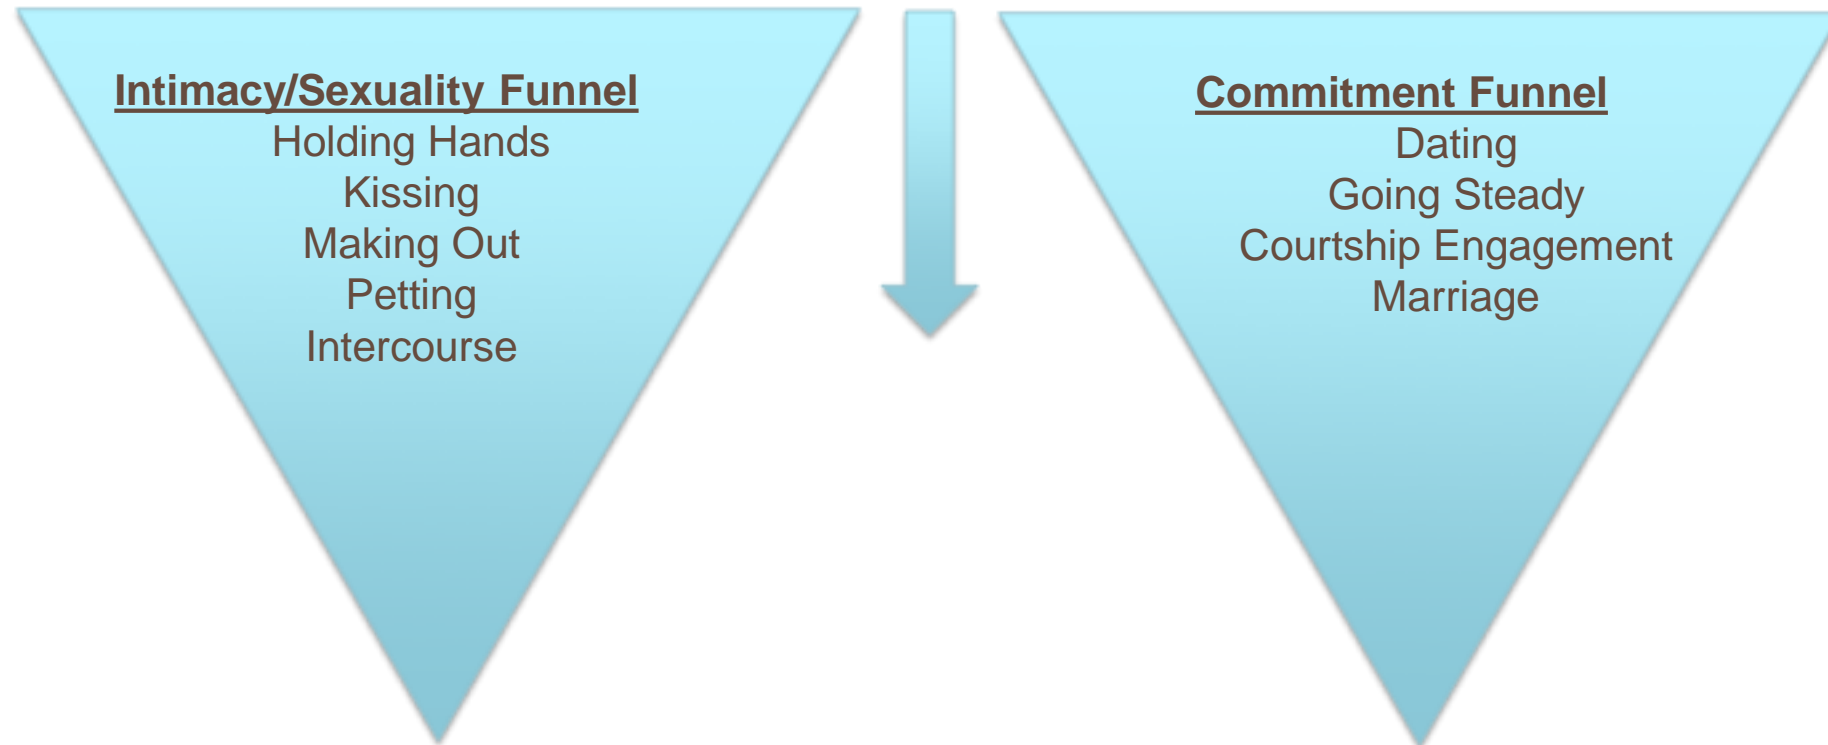 Intimacy/Sexuality Funnel
Holding Hands
Kissing
Making Out
Petting
Intercourse
Commitment Funnel
Dating
Going Steady
Courtship Engagement
Marriage